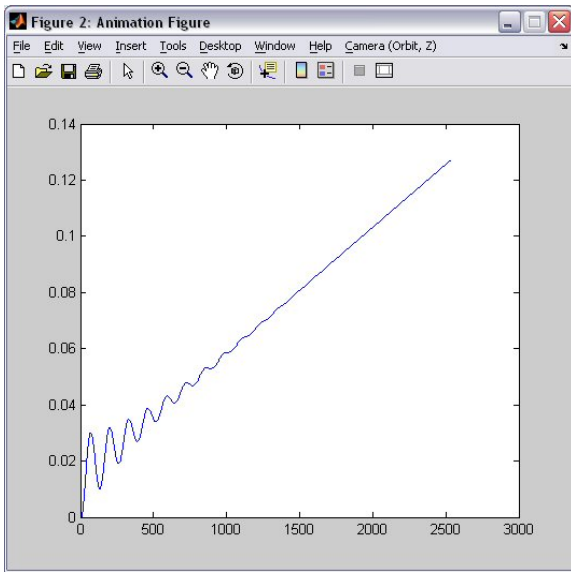 Figure 2: Animation Figure
File Edit View Insert Tools Desktop Window Help Camera (Orbit, Z)
0.14
0.12
0.1
0.08
0.06
0.04
0.02
0
0 500 1000 1500 2000 2500 3000